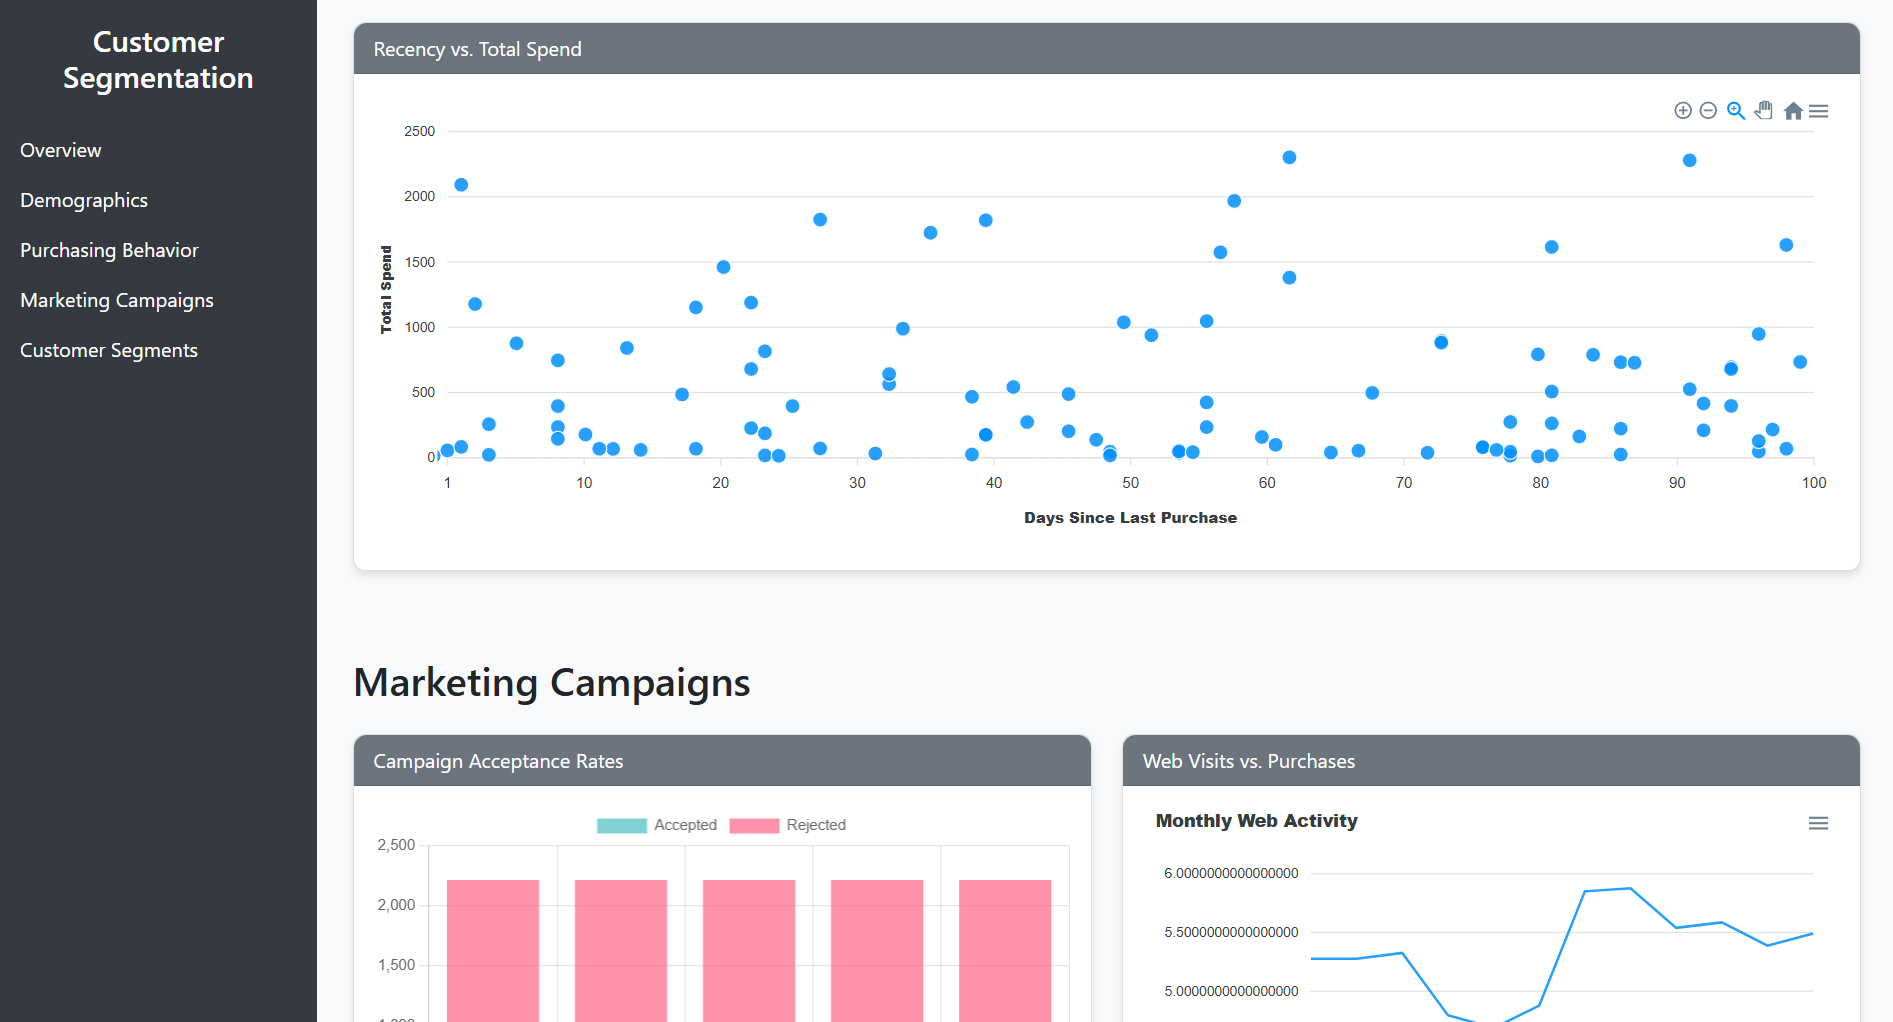 Customer
Segmentation
Overview
Demographics
Purchasing Behavior
Marketing Campaigns
Customer Segments
Recency vs. Total Spend
2500
2000
1500
1000
500
0
Total Spend
1 10 20 30 40 50 60 70 80 90 100
Days Since Last Purchase
Marketing Campaigns
Campaign Acceptance Rates
Accepted Rejected
2,500
2,000
1,500
1,000
Web Visits vs. Purchases
Monthly Web Activity
6.0000000000000000
5.5000000000000000
5.0000000000000000